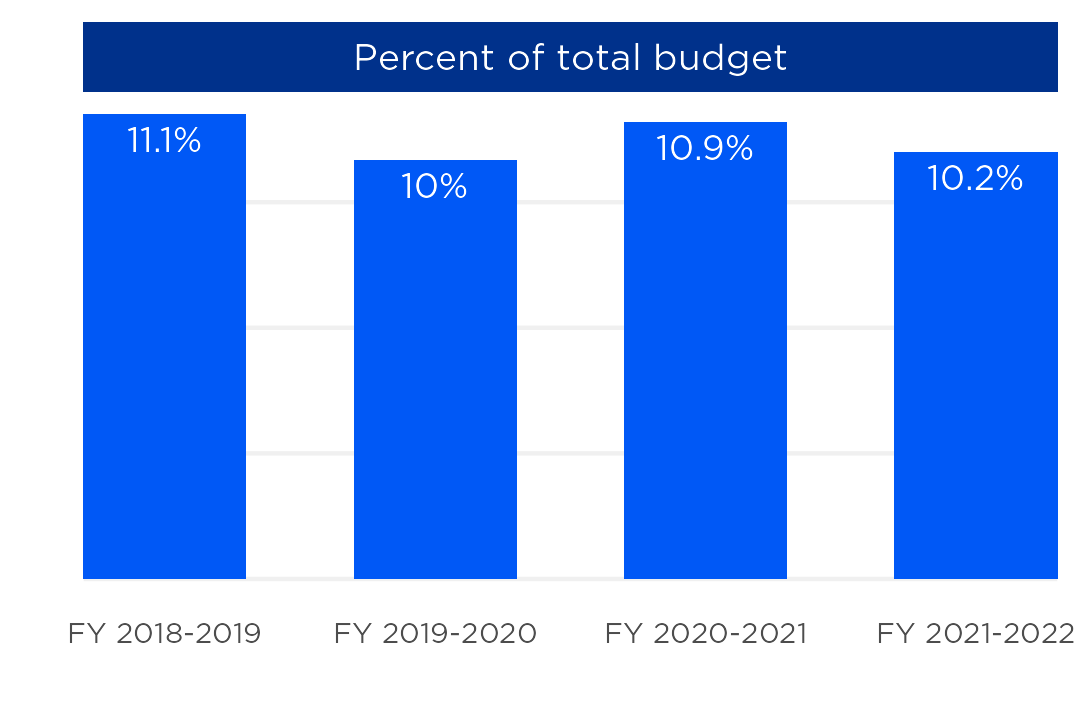 Percent of total budget
11.1%
10%
10.9%
10.2%
FY 2018-2019
FY 2019-2020
FY 2020-2021
FY 2021-2022